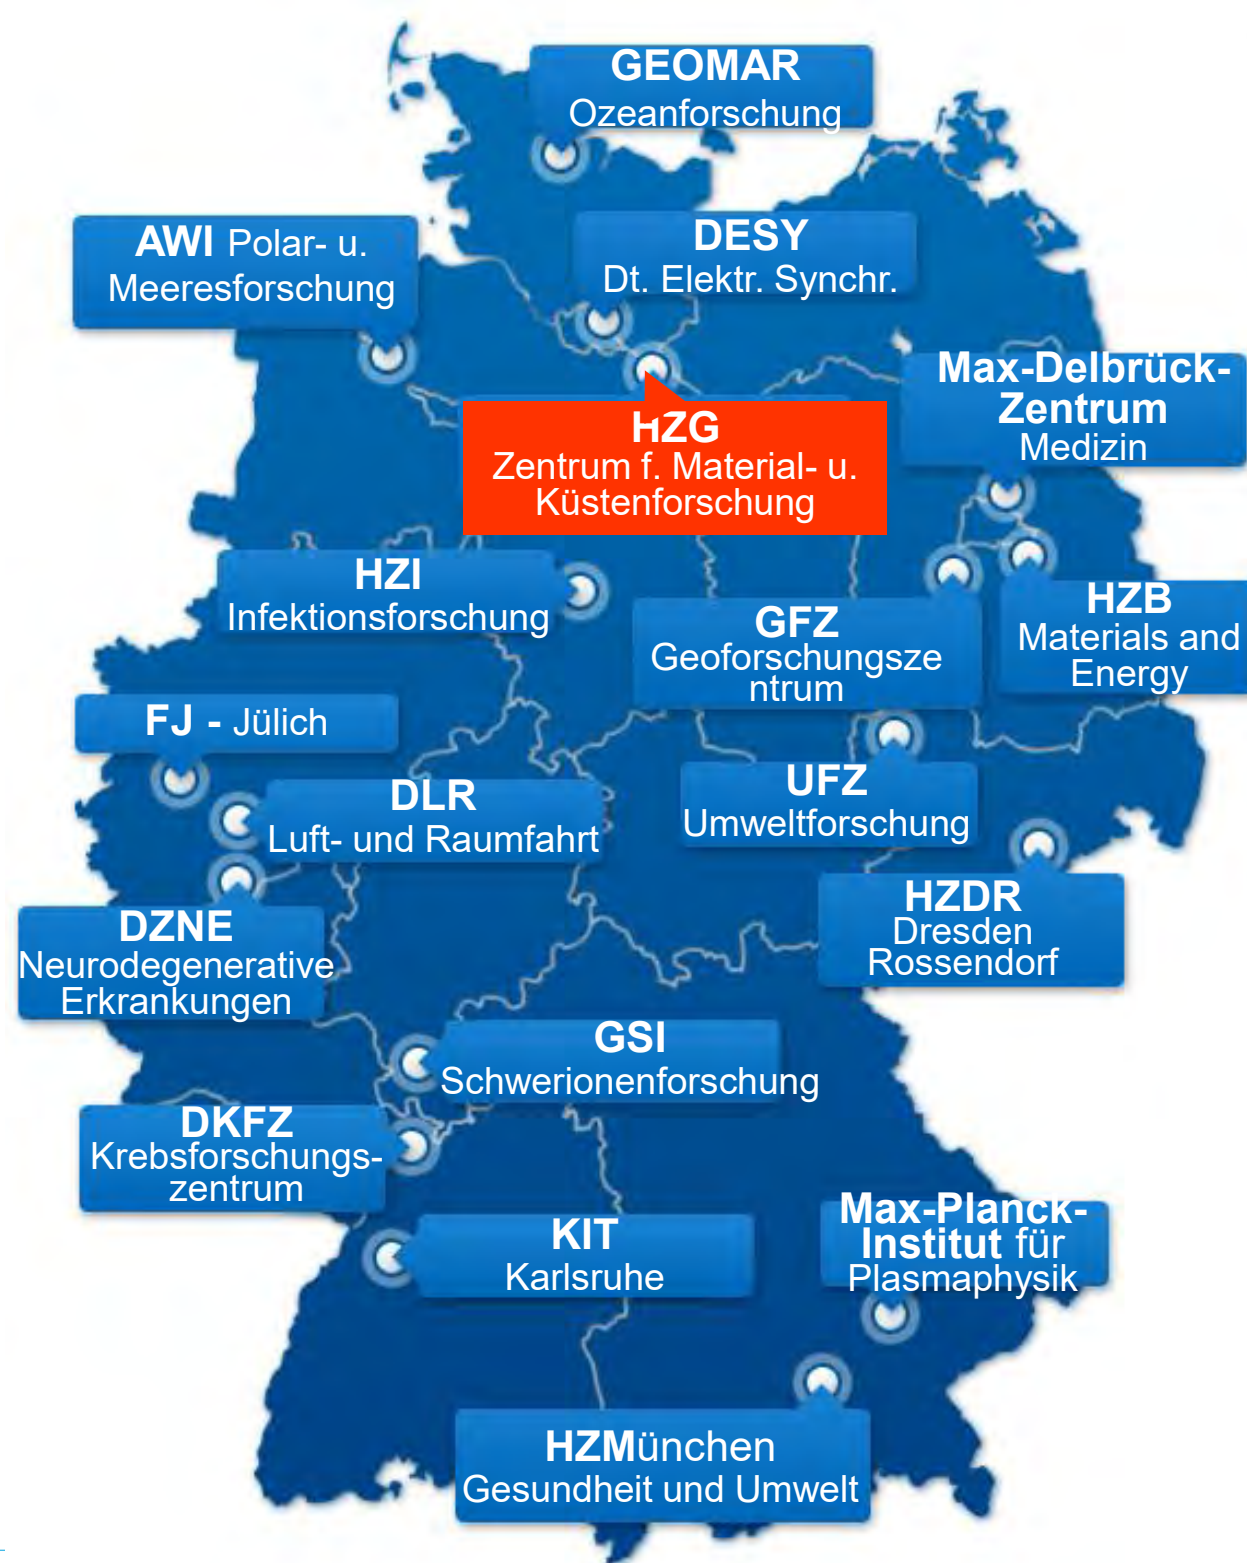 GEOMAR
Ozeanforschung
AWI Polar- u.
Meeresforschung
DESY
Dt. Elektr. Synchr.
Max-Delbrück-
Zentrum
Medizin
HZG
Zentrum f. Material- u.
Küstenforschung
HZI
Infektionsforschung
GFZ
Geoforschungsze
ntrum
HZB
Materials and
Energy
FJ - Jülich
DLR
Luft- und Raumfahrt
UFZ
Umweltforschung
DZNE
Neurodegenerative
Erkrankungen
HZDR
Dresden
Rossendorf
GSI
Schwerionenforschung
DKFZ
Krebsforschungs-
zentrum
KIT
Karlsruhe
Max-Planck-
Institut für
Plasmaphysik
HZMünchen
Gesundheit und Umwelt